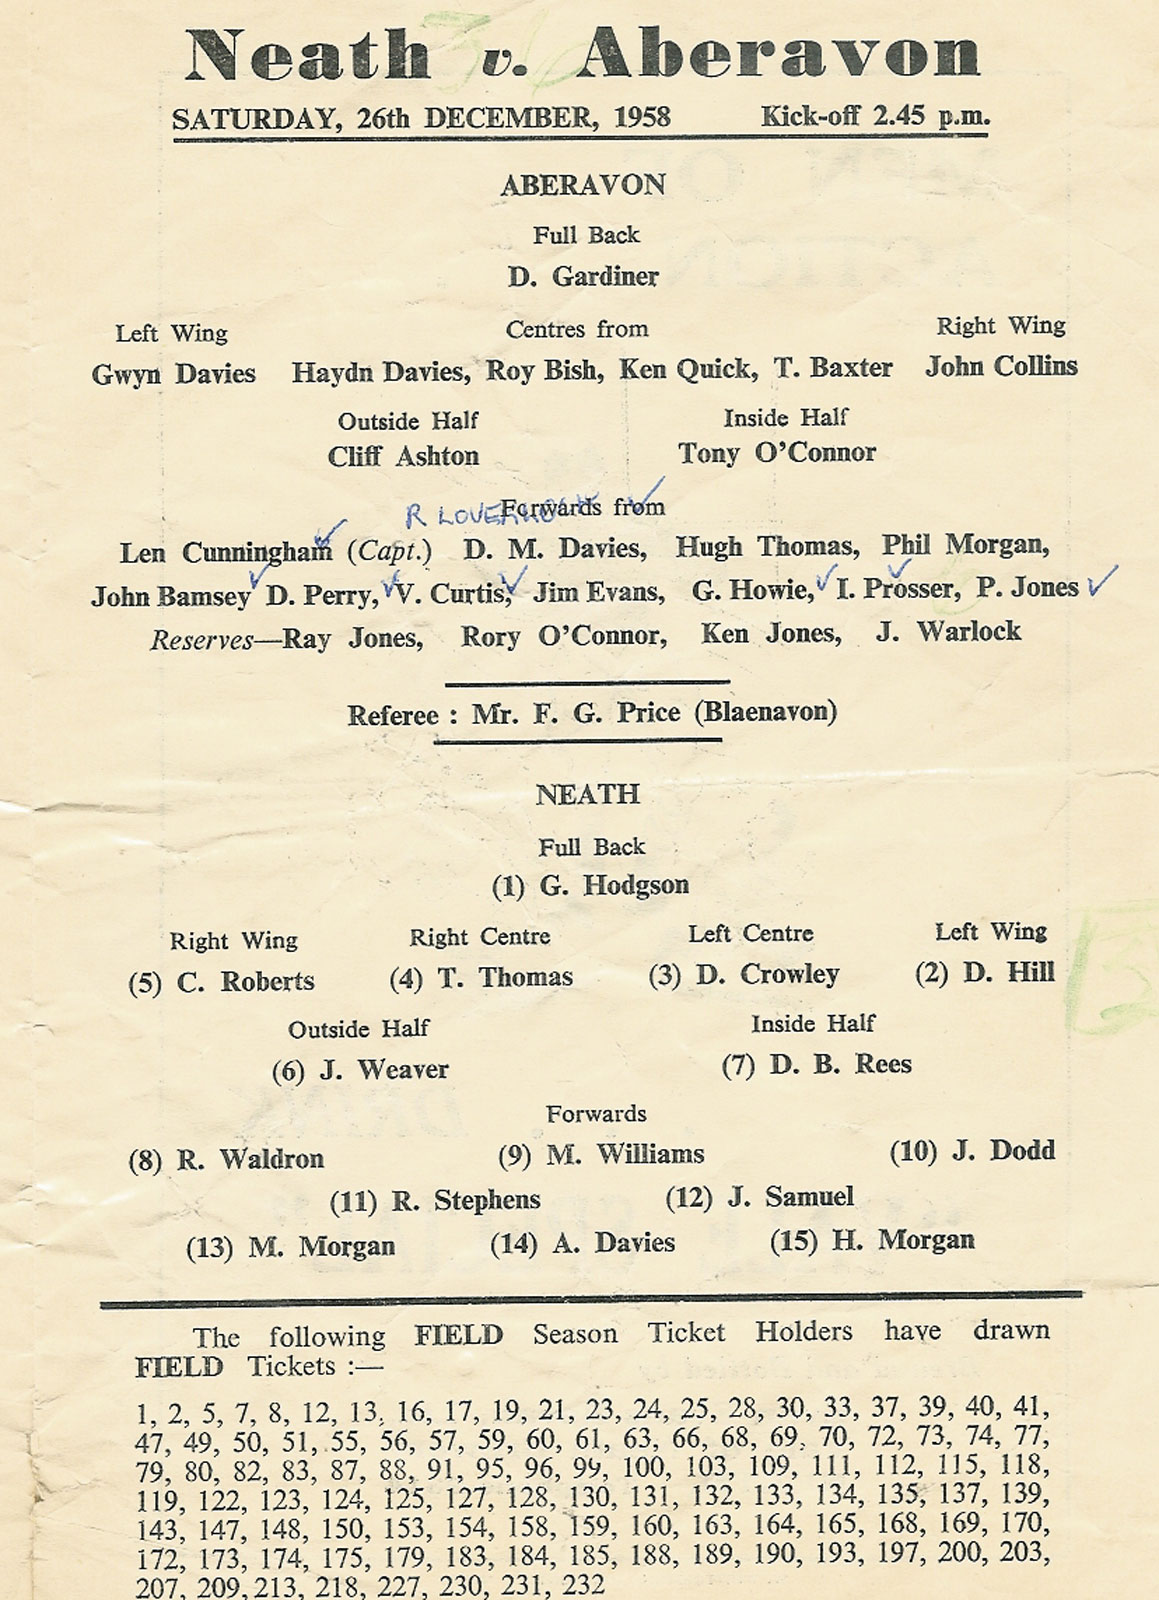 Neath v. Aberavon
SATURDAY, 26th DECEMBER, 1958 Kick-off 2.45 p.m.
ABERAVON
Full Back
D. Gardiner
Left Wing Centres from Right Wing
Gwyn Davies Haydn Davies, Roy Bish, Ken Quick, T. Baxter John Collins
Outside Half Inside Half
Cliff Ashton Tony O'Connor
R
Forwards from
Len Cunningham (Capt.) D. M. Davies, Hugh Thomas, Phil Morgan,
John Bamsey D. Perry, V. Curtis, Jim Evans, G. Howie, I. Prosser, P. Jones
Reserves—Ray Jones, Rory O'Connor, Ken Jones, J. Warlock
Referee : Mr. F. G. Price (Blaenavon)
NEATH
Full Back
(1) G. Hodgson
Right Wing Right Centre Left Centre Left Wing
(5) C. Roberts (4) T. Thomas (3) D. Crowley (2) D. Hill
Outside Half Inside Half
(6) J. Weaver (7) D. B. Rees
Forwards
(8) R. Waldron (9) M. Williams (10) J. Dodd
(11) R. Stephens (12) J. Samuel
(13) M. Morgan (14) A. Davies (15) H. Morgan
The following FIELD Season Ticket Holders have drawn
FIELD Tickets :—
1, 2, 5, 7, 8, 12, 13, 16, 17, 19, 21, 23, 24, 25, 28, 30, 33, 37, 39, 40, 41,
47, 49, 50, 51, 55, 56, 57, 59, 60, 61, 63, 66, 68, 69, 70, 72, 73, 74, 77,
79, 80, 82, 83, 87, 88, 91, 95, 96, 99, 100, 103, 109, 111, 112, 115, 118,
119, 122, 123, 124, 125, 127, 128, 130, 131, 132, 133, 134, 135, 137, 139,
143, 147, 148, 150, 153, 154, 158, 159, 160, 163, 164, 165, 168, 169, 170,
172, 173, 174, 175, 179, 183, 184, 185, 188, 189, 190, 193, 197, 200, 203,
207, 209, 213, 218, 227, 230, 231, 232